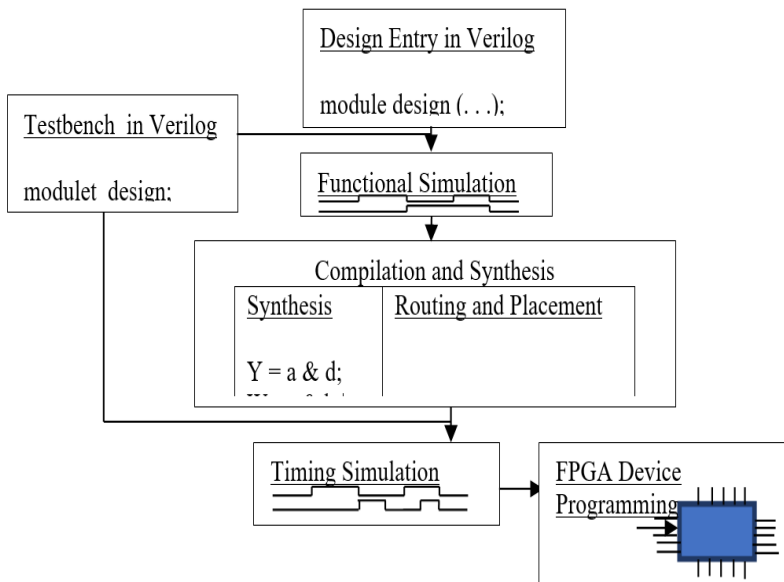 Design Entry in Verilog
module design (. . .);
Testbench in Verilog
modulet design;
Functional Simulation
Compilation and Synthesis
Synthesis
Y = a & d;
Routing and Placement
Timing Simulation
FPGA Device
Programming